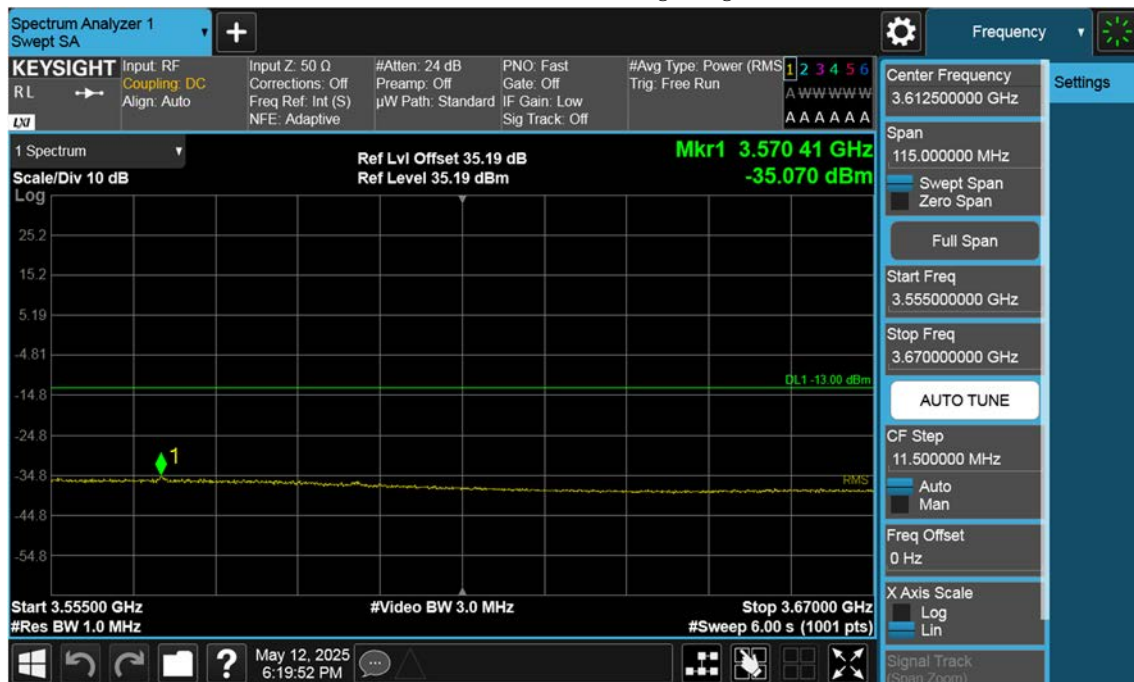 Spectrum Analyzer 1
Swept SA
Frequency
KEYSIGHT
RL
LXI
Input: RF
Coupling: DC
Align: Auto
Input Z: 50 Ω
Corrections: Off
Freq Ref: Int (S)
NFE: Adaptive
#Atten: 24 dB
Preamp: Off
µW Path: Standard
PNO: Fast
Gate: Off
IF Gain: Low
Sig Track: Off
#Avg Type: Power (RMS
Trig: Free Run
1 2 3 4 5 6
A W W W W W
A A A A A A
1 Spectrum
Scale/Div 10 dB
Log
Ref Lvl Offset 35.19 dB
Ref Level 35.19 dBm
Mkr1 3.570 41 GHz
-35.070 dBm
25.2
15.2
5.19
-4.81
DL1 -13.00 dBm
-14.8
-24.8
1
-34.8
RMS
-44.8
-54.8
Start 3.55500 GHz
#Res BW 1.0 MHz
#Video BW 3.0 MHz
Stop 3.67000 GHz
#Sweep 6.00 s (1001 pts)
?
May 12, 2025
6:19:52 PM
Center Frequency
3.612500000 GHz
Settings
Span
115.000000 MHz
Swept Span
Zero Span
Full Span
Start Freq
3.555000000 GHz
Stop Freq
3.670000000 GHz
AUTO TUNE
CF Step
11.500000 MHz
Auto
Man
Freq Offset
0 Hz
X Axis Scale
Log
Lin
Signal Track
(Span Zoom)